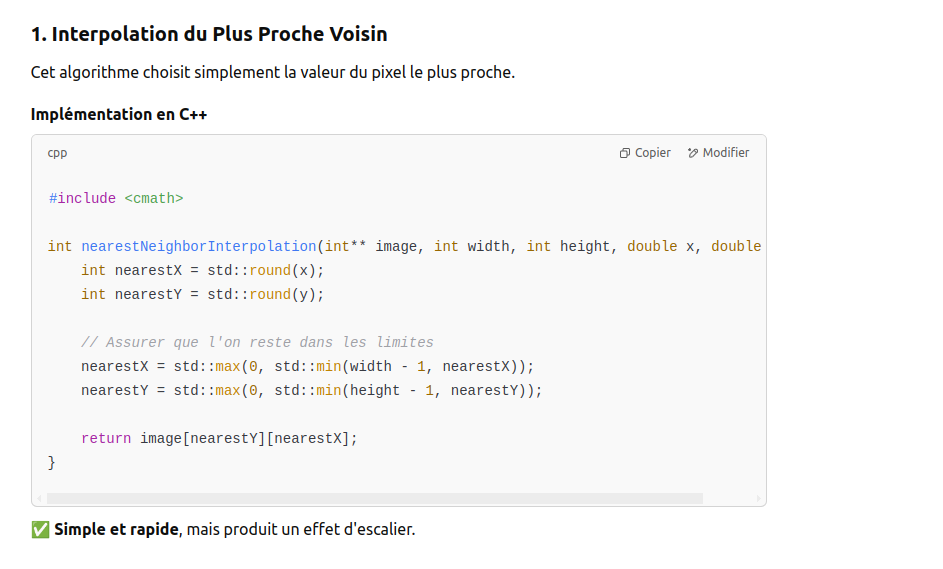 1. Interpolation du Plus Proche Voisin
Cet algorithme choisit simplement la valeur du pixel le plus proche.
Implémentation en C++
cpp
Copier
Modifier
#include <cmath>
int nearestNeighborInterpolation(int** image, int width, int height, double x, double
    int nearestX = std::round(x);
    int nearestY = std::round(y);
    // Assurer que l'on reste dans les limites
    nearestX = std::max(0, std::min(width - 1, nearestX));
    nearestY = std::max(0, std::min(height - 1, nearestY));
    return image[nearestY][nearestX];
}
✅ Simple et rapide, mais produit un effet d'escalier.